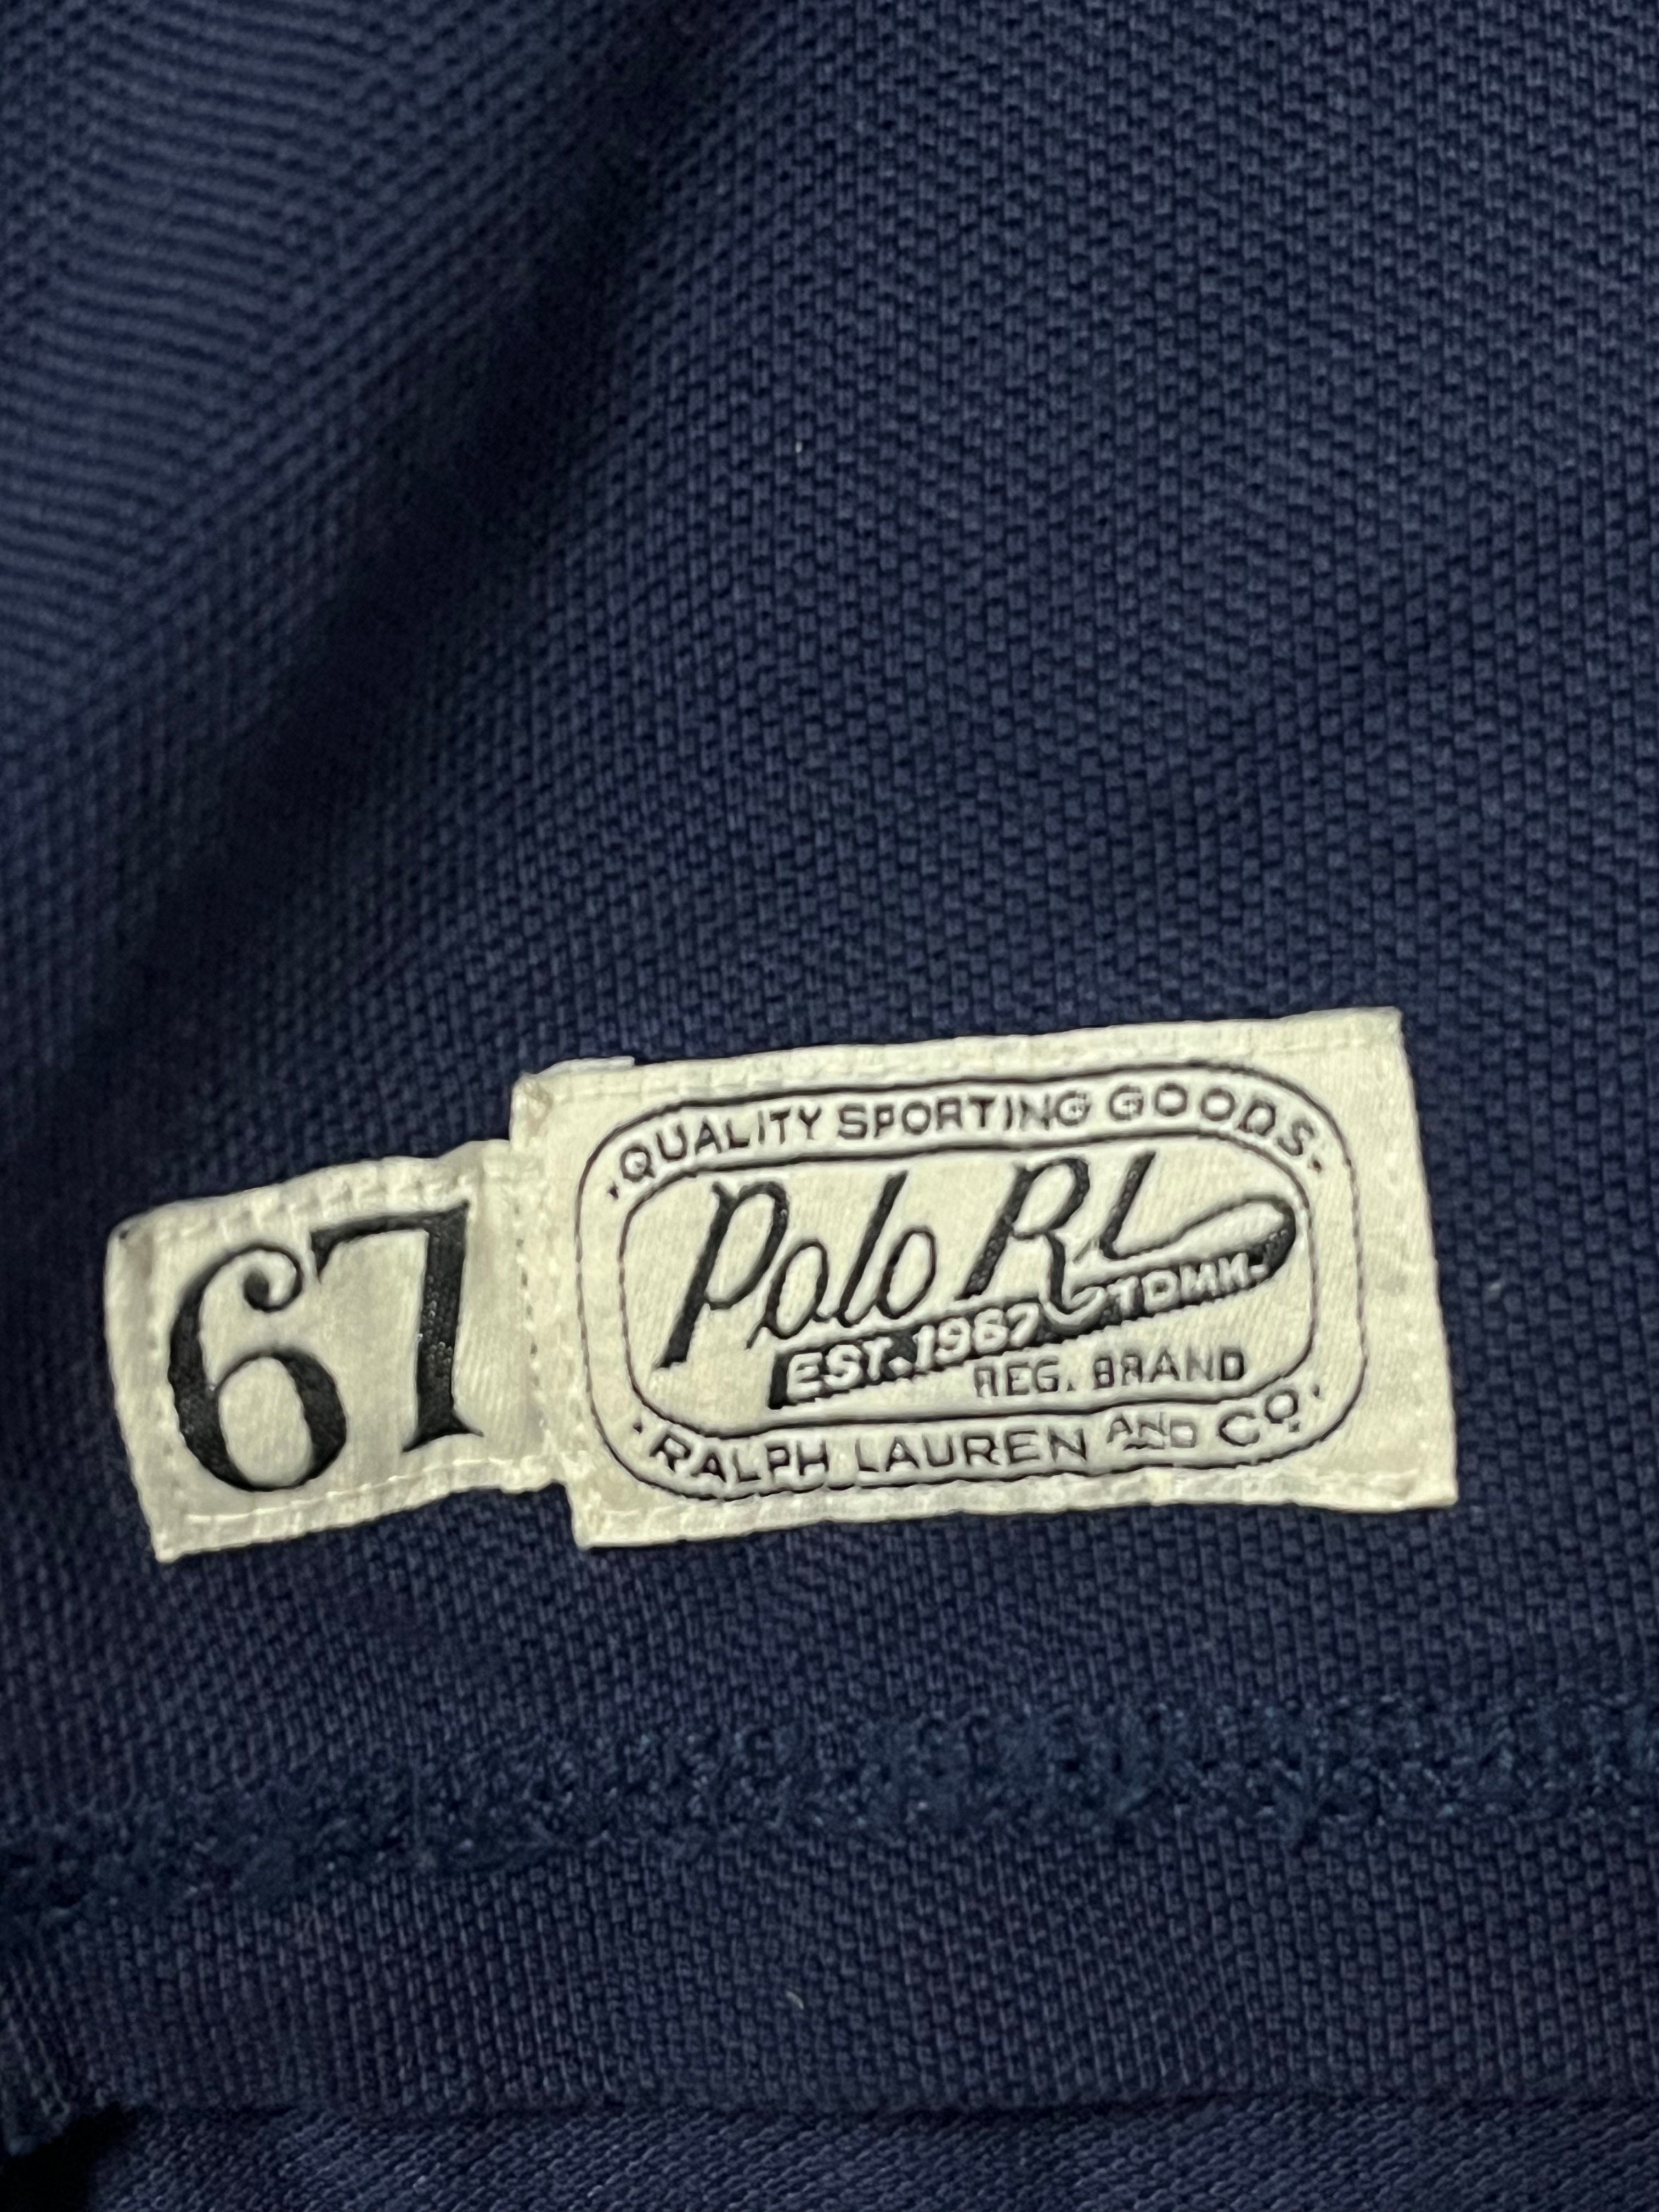 67
·QUALITY SPORTING GOODS·
Polo RL
EST. 1967 TDMK.
REG. BRAND
·RALPH LAUREN AND CO.·